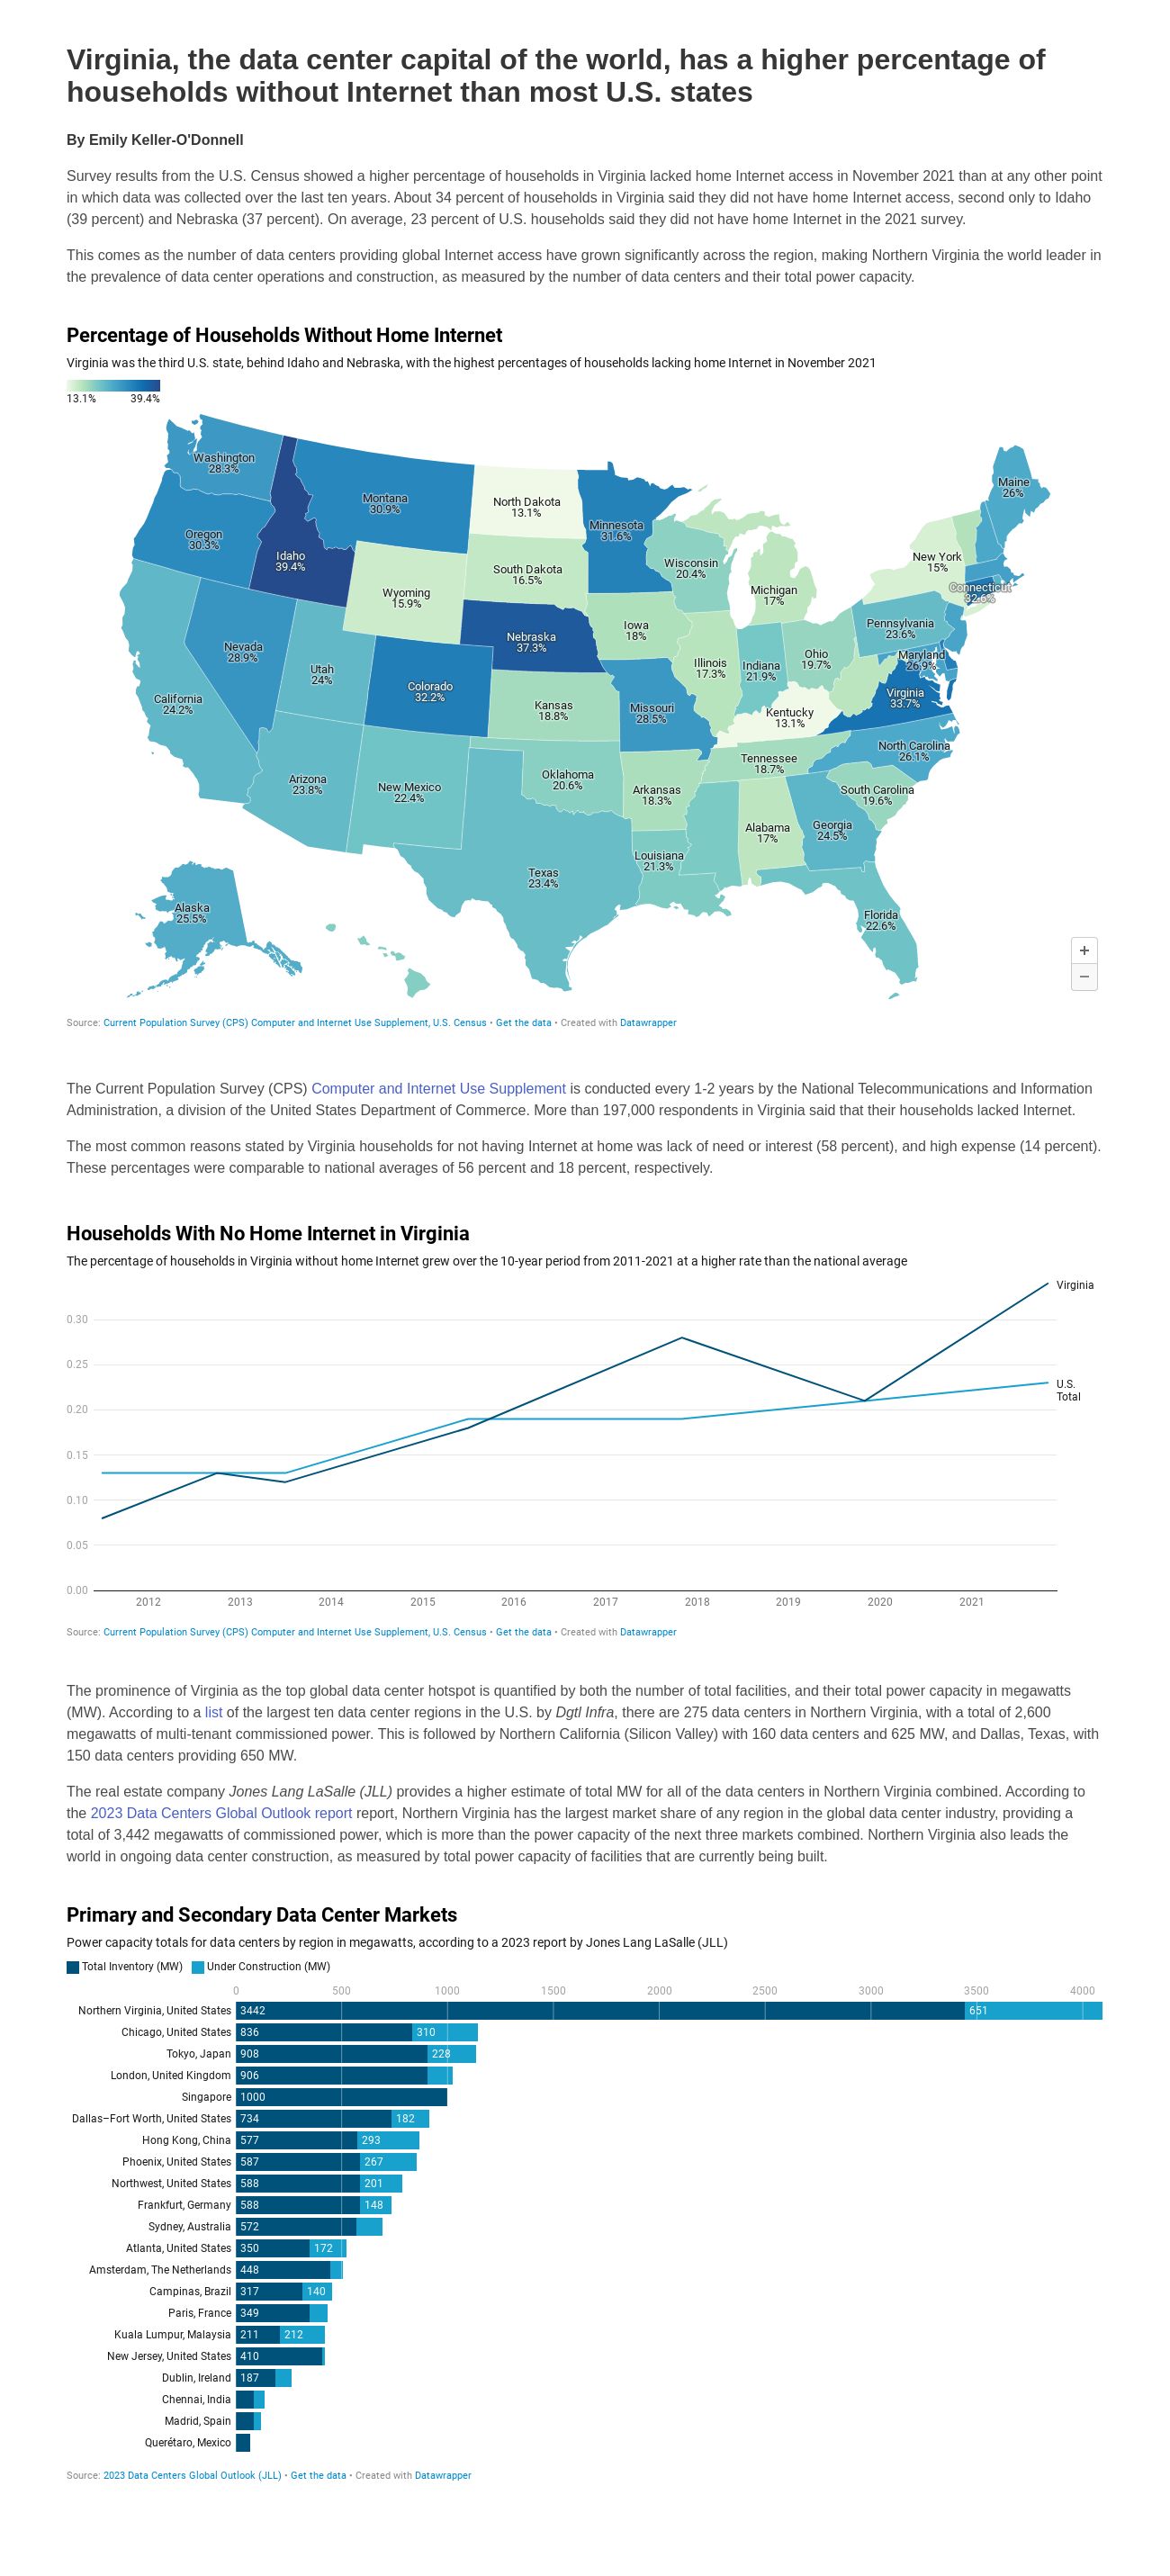 Virginia, the data center capital of the world, has a higher percentage of
households without Internet than most U.S. states
By Emily Keller-O'Donnell
Survey results from the U.S. Census showed a higher percentage of households in Virginia lacked home Internet access in November 2021 than at any other point
in which data was collected over the last ten years. About 34 percent of households in Virginia said they did not have home Internet access, second only to Idaho
(39 percent) and Nebraska (37 percent). On average, 23 percent of U.S. households said they did not have home Internet in the 2021 survey.
This comes as the number of data centers providing global Internet access have grown significantly across the region, making Northern Virginia the world leader in
the prevalence of data center operations and construction, as measured by the number of data centers and their total power capacity.
Percentage of Households Without Home Internet
Virginia was the third U.S. state, behind Idaho and Nebraska, with the highest percentages of households lacking home Internet in November 2021
13.1% 39.4%
Washington
28.3%
Montana
30.9%
North Dakota
13.1%
Minnesota
31.6%
Maine
26%
Oregon
30.3%
Idaho
39.4%
Wyoming
15.9%
South Dakota
16.5%
Wisconsin
20.4%
Michigan
17%
New York
15%
Connecticut
32.6%
Nevada
28.9%
Utah
24%
Colorado
32.2%
Nebraska
37.3%
Iowa
18%
Illinois
17.3%
Indiana
21.9%
Ohio
19.7%
Pennsylvania
23.6%
Maryland
26.9%
California
24.2%
Kansas
18.8%
Missouri
28.5%
Kentucky
13.1%
Virginia
33.7%
Arizona
23.8%
New Mexico
22.4%
Oklahoma
20.6%
Arkansas
18.3%
Tennessee
18.7%
North Carolina
26.1%
South Carolina
19.6%
Texas
23.4%
Louisiana
21.3%
Alabama
17%
Georgia
24.5%
Alaska
25.5%
Florida
22.6%
+
−
Source: Current Population Survey (CPS) Computer and Internet Use Supplement, U.S. Census • Get the data • Created with Datawrapper
The Current Population Survey (CPS) Computer and Internet Use Supplement is conducted every 1-2 years by the National Telecommunications and Information
Administration, a division of the United States Department of Commerce. More than 197,000 respondents in Virginia said that their households lacked Internet.
The most common reasons stated by Virginia households for not having Internet at home was lack of need or interest (58 percent), and high expense (14 percent).
These percentages were comparable to national averages of 56 percent and 18 percent, respectively.
Households With No Home Internet in Virginia
The percentage of households in Virginia without home Internet grew over the 10-year period from 2011-2021 at a higher rate than the national average
Virginia
0.30
0.25
U.S.
Total
0.20
0.15
0.10
0.05
0.00
2012 2013 2014 2015 2016 2017 2018 2019 2020 2021
Source: Current Population Survey (CPS) Computer and Internet Use Supplement, U.S. Census • Get the data • Created with Datawrapper
The prominence of Virginia as the top global data center hotspot is quantified by both the number of total facilities, and their total power capacity in megawatts
(MW). According to a list of the largest ten data center regions in the U.S. by Dgtl Infra, there are 275 data centers in Northern Virginia, with a total of 2,600
megawatts of multi-tenant commissioned power. This is followed by Northern California (Silicon Valley) with 160 data centers and 625 MW, and Dallas, Texas, with
150 data centers providing 650 MW.
The real estate company Jones Lang LaSalle (JLL) provides a higher estimate of total MW for all of the data centers in Northern Virginia combined. According to
the 2023 Data Centers Global Outlook report report, Northern Virginia has the largest market share of any region in the global data center industry, providing a
total of 3,442 megawatts of commissioned power, which is more than the power capacity of the next three markets combined. Northern Virginia also leads the
world in ongoing data center construction, as measured by total power capacity of facilities that are currently being built.
Primary and Secondary Data Center Markets
Power capacity totals for data centers by region in megawatts, according to a 2023 report by Jones Lang LaSalle (JLL)
Total Inventory (MW) Under Construction (MW)
0 500 1000 1500 2000 2500 3000 3500 4000
Northern Virginia, United States 3442 651
Chicago, United States 836 310
Tokyo, Japan 908 228
London, United Kingdom 906
Singapore 1000
Dallas–Fort Worth, United States 734 182
Hong Kong, China 577 293
Phoenix, United States 587 267
Northwest, United States 588 201
Frankfurt, Germany 588 148
Sydney, Australia 572
Atlanta, United States 350 172
Amsterdam, The Netherlands 448
Campinas, Brazil 317 140
Paris, France 349
Kuala Lumpur, Malaysia 211 212
New Jersey, United States 410
Dublin, Ireland 187
Chennai, India
Madrid, Spain
Querétaro, Mexico
Source: 2023 Data Centers Global Outlook (JLL) • Get the data • Created with Datawrapper